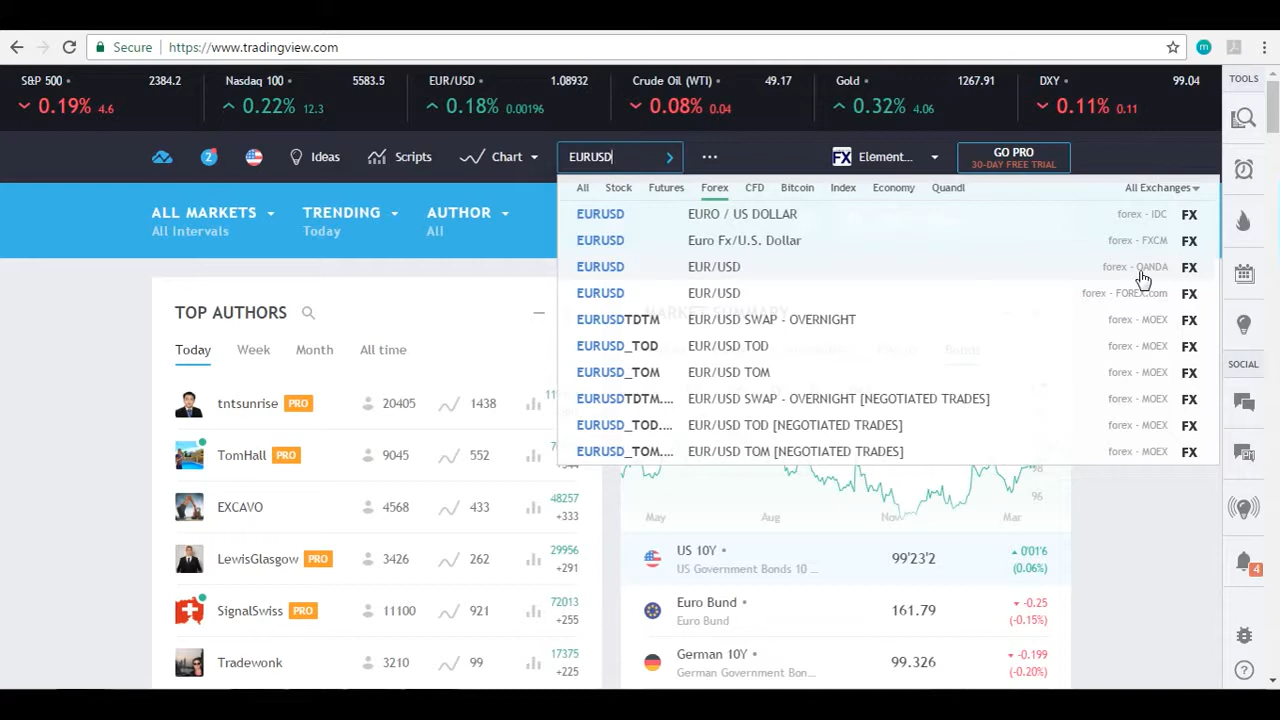 Secure https://www.tradingview.com
S&P 500 2384.2 Nasdaq 100 5583.5 EUR/USD 1.08932 Crude Oil (WTI) 49.17 Gold 1267.91 DXY 99.04 TOOLS
0.19% 4.6 0.22% 12.3 0.18% 0.00196 0.08% 0.04 0.32% 4.06 0.11% 0.11
2 Ideas Scripts Chart EURUSD FX Element... GO PRO
30-DAY FREE TRIAL
All Stock Futures Forex CFD Bitcoin Index Economy Quandl All Exchanges
ALL MARKETS TRENDING AUTHOR
All Intervals Today All
EURUSD EURO / US DOLLAR forex - IDC FX
EURUSD Euro Fx/U.S. Dollar forex - FXCM FX
EURUSD EUR/USD forex - OANDA FX
EURUSD EUR/USD forex - FOREX.com FX
EURUSDTDTM EUR/USD SWAP - OVERNIGHT forex - MOEX FX
EURUSD_TOD EUR/USD TOD forex - MOEX FX
EURUSD_TOM EUR/USD TOM forex - MOEX FX
EURUSDTDTM.... EUR/USD SWAP - OVERNIGHT [NEGOTIATED TRADES] forex - MOEX FX
EURUSD_TOD.... EUR/USD TOD [NEGOTIATED TRADES] forex - MOEX FX
EURUSD_TOM.... EUR/USD TOM [NEGOTIATED TRADES] forex - MOEX FX
TOP AUTHORS
MARKET SUMMARY
Today Week Month All time
Bonds
tntsunrise PRO 20405 1438
TomHall PRO 9045 552
EXCAVO 4568 433 48257
+333
LewisGlasgow PRO 3426 262 29956
+291
SignalSwiss PRO 11100 921 72013
+255
Tradewonk 3210 99 17375
+225
98
96
May Aug Nov Mar
US 10Y 99'23'2 0'01'6
US Government Bonds 10 ... (0.06%)
Euro Bund 161.79 -0.25
Euro Bund (-0.15%)
German 10Y 99.326 -0.199
German Government Bon... (-0.20%)
SOCIAL
4